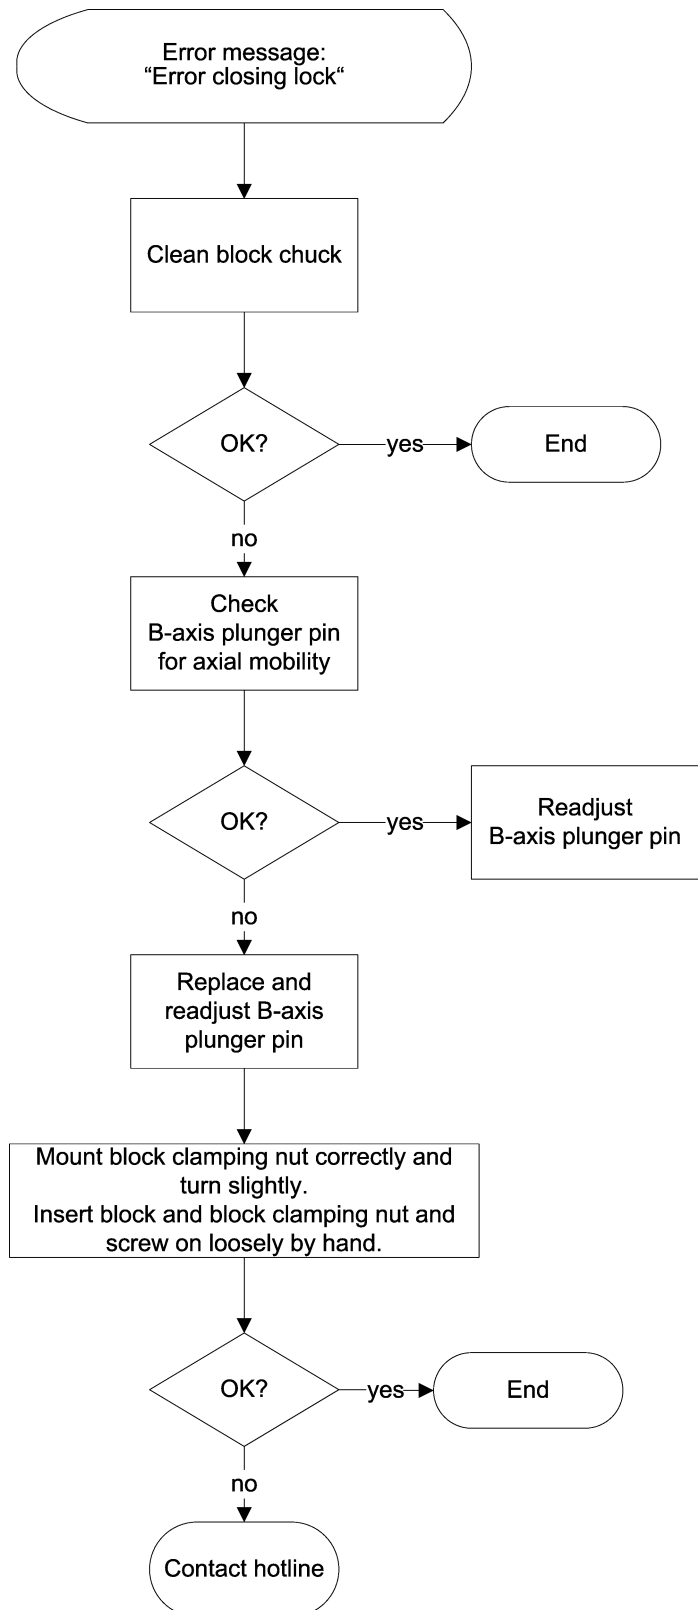 Error message:
“Error closing lock“
Clean block chuck
OK?
yes
End
no
Check
B-axis plunger pin
for axial mobility
OK?
yes
Readjust
B-axis plunger pin
no
Replace and
readjust B-axis
plunger pin
Mount block clamping nut correctly and
turn slightly.
Insert block and block clamping nut and
screw on loosely by hand.
OK?
yes
End
no
Contact hotline